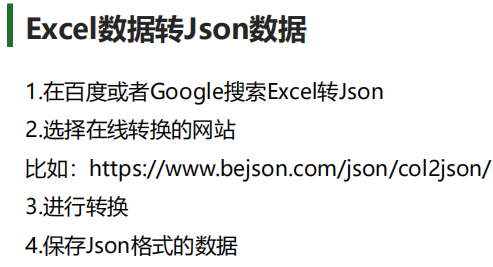 Excel数据转Json数据
1.在百度或者Google搜索Excel转Json
2.选择在线转换的网站
比如：https://www.bejson.com/json/col2json/
3.进行转换
4.保存Json格式的数据